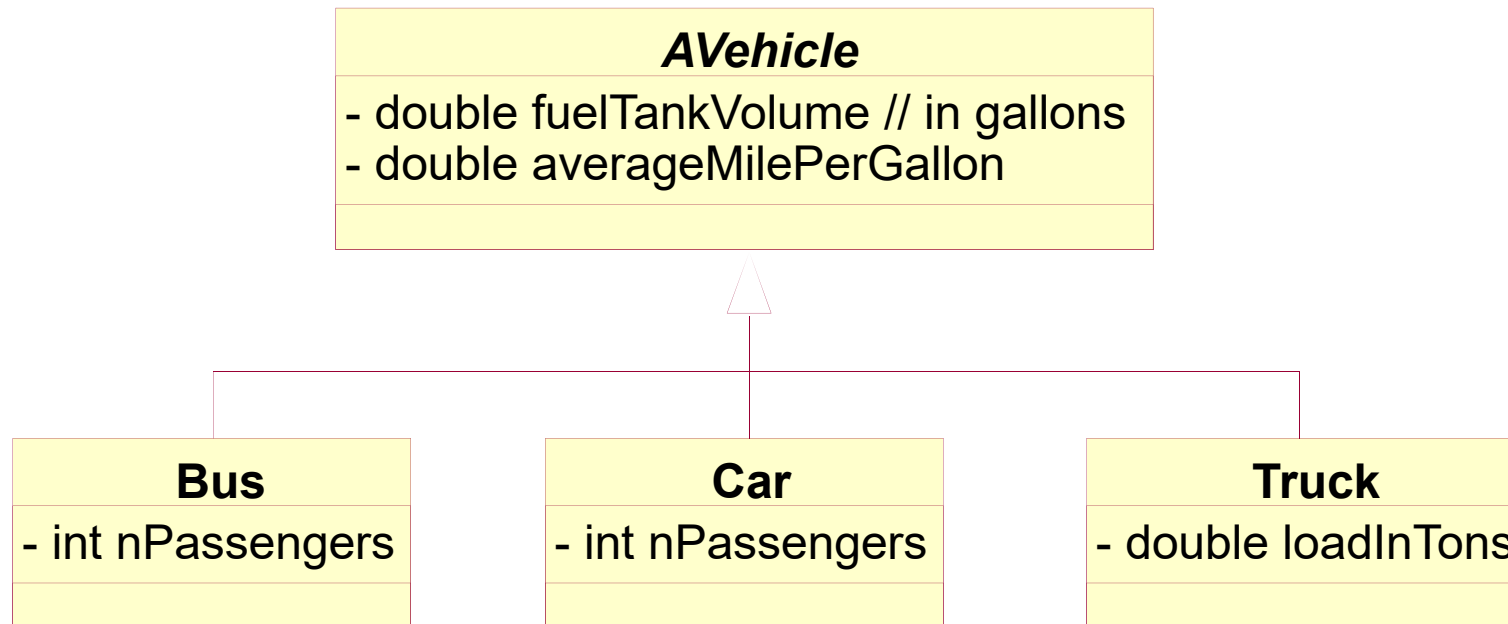 AVehicle
- double fuelTankVolume // in gallons
- double averageMilePerGallon
Bus
- int nPassengers
Car
- int nPassengers
Truck
- double loadInTons